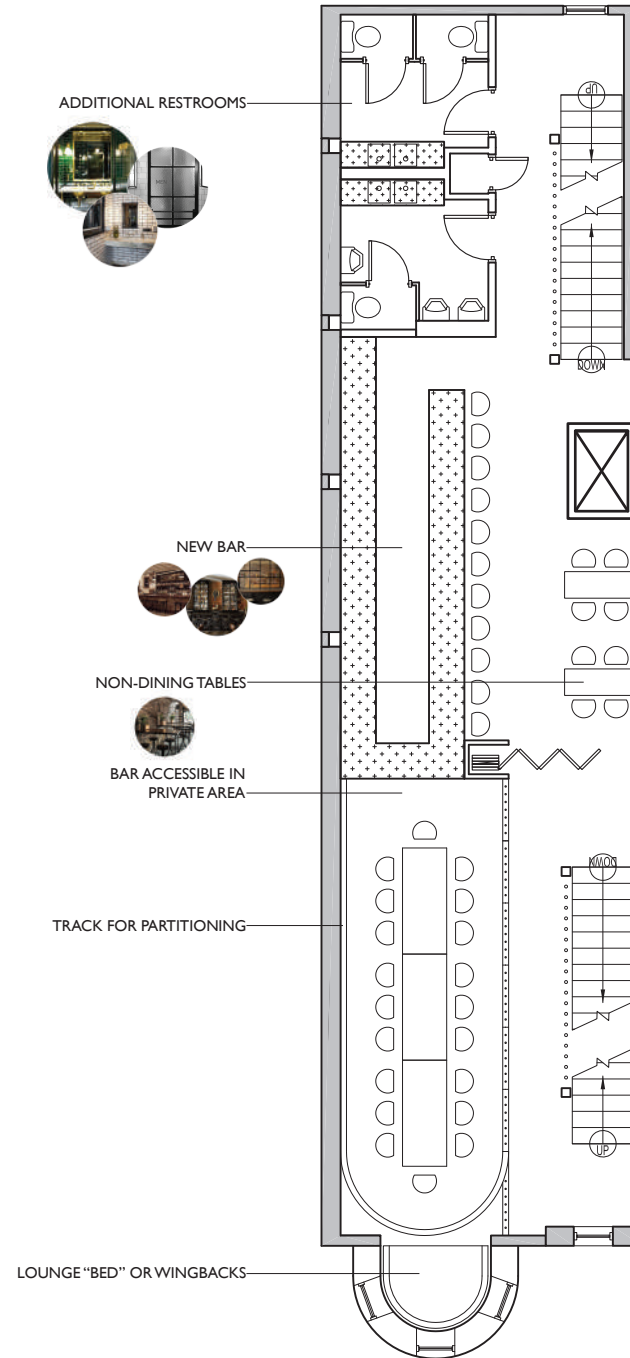 UP
ADDITIONAL RESTROOMS
DOWN
NEW BAR
NON-DINING TABLES
BAR ACCESSIBLE IN
PRIVATE AREA
DOWN
TRACK FOR PARTITIONING
UP
LOUNGE “BED” OR WINGBACKS